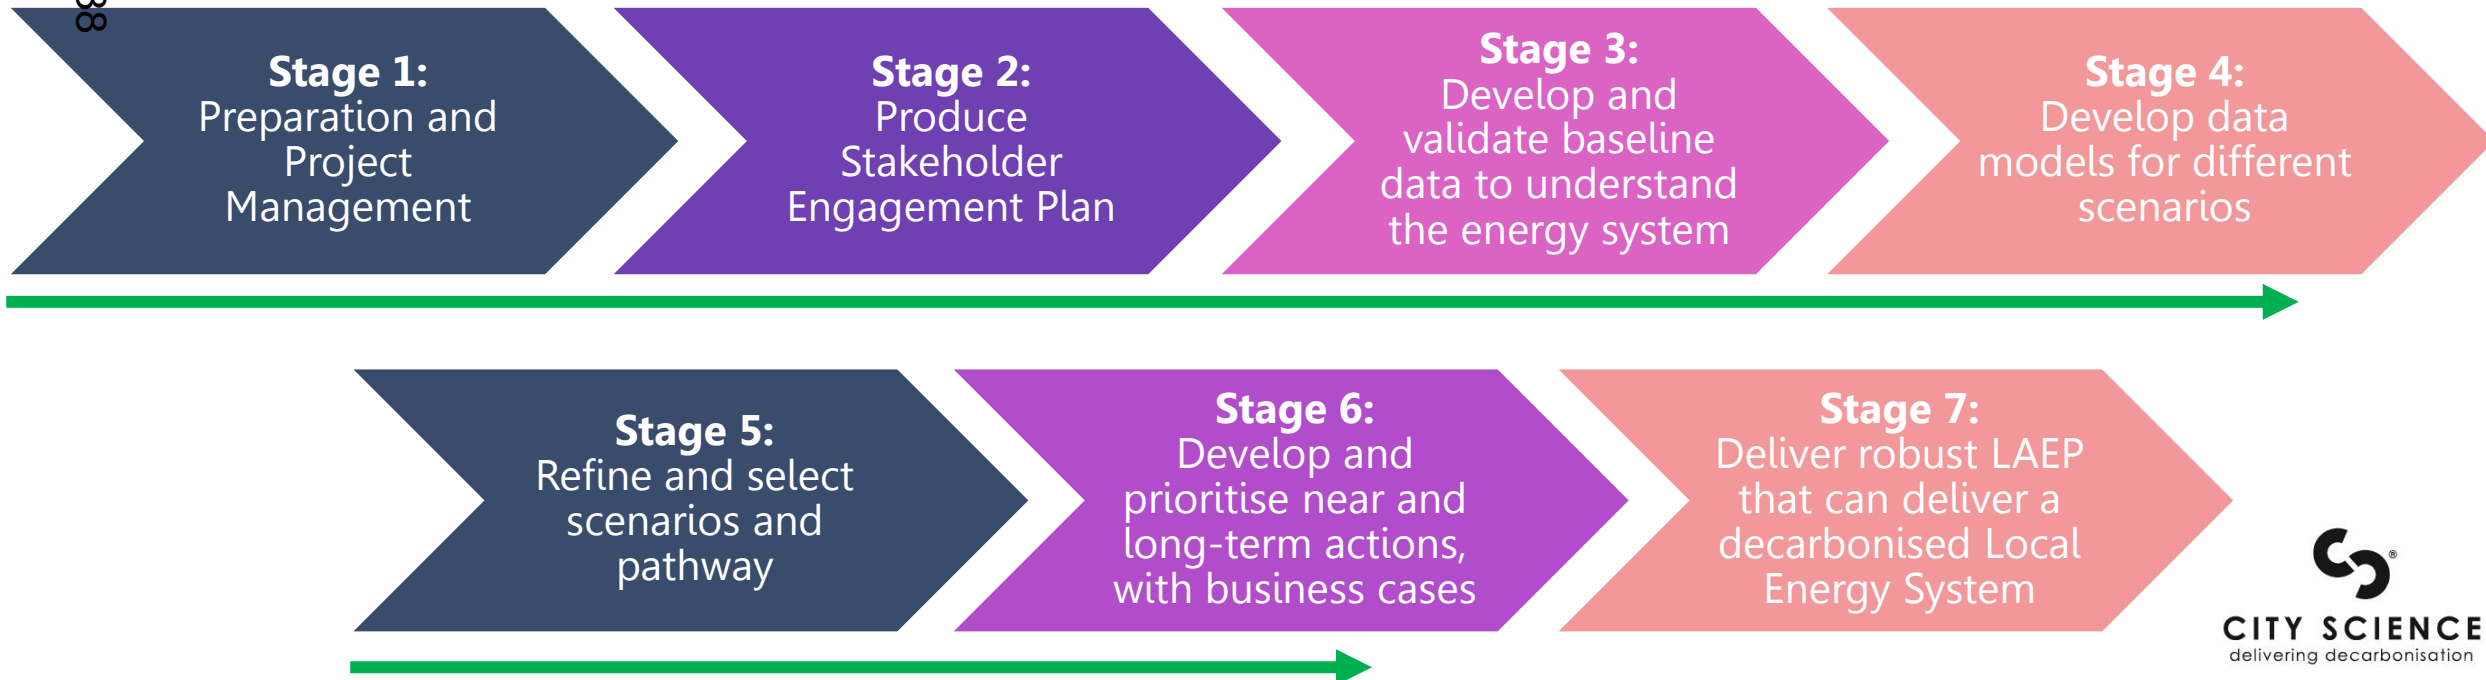 88
Stage 1:
Preparation and
Project
Management
Stage 2:
Produce
Stakeholder
Engagement Plan
Stage 3:
Develop and
validate baseline
data to understand
the energy system
Stage 4:
Develop data
models for different
scenarios
Stage 5:
Refine and select
scenarios and
pathway
Stage 6:
Develop and
prioritise near and
long-term actions,
with business cases
Stage 7:
Deliver robust LAEP
that can deliver a
decarbonised Local
Energy System
®
CITY SCIENCE
delivering decarbonisation